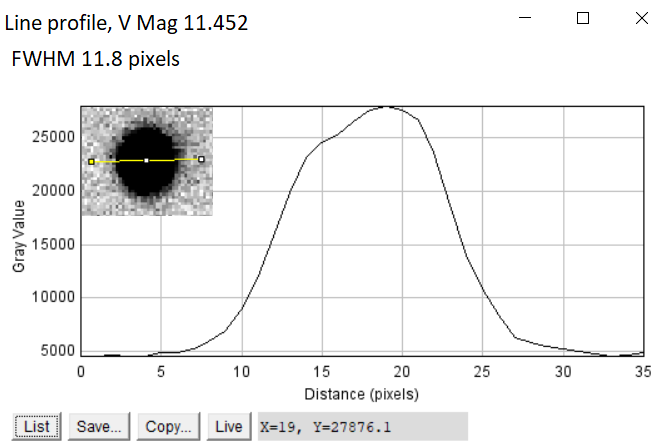 Line profile, V Mag 11.452
FWHM 11.8 pixels
25000
20000
15000
10000
5000
Gray Value
0 5 10 15 20 25 30 35
Distance (pixels)
List Save... Copy... Live X=19, Y=27876.1